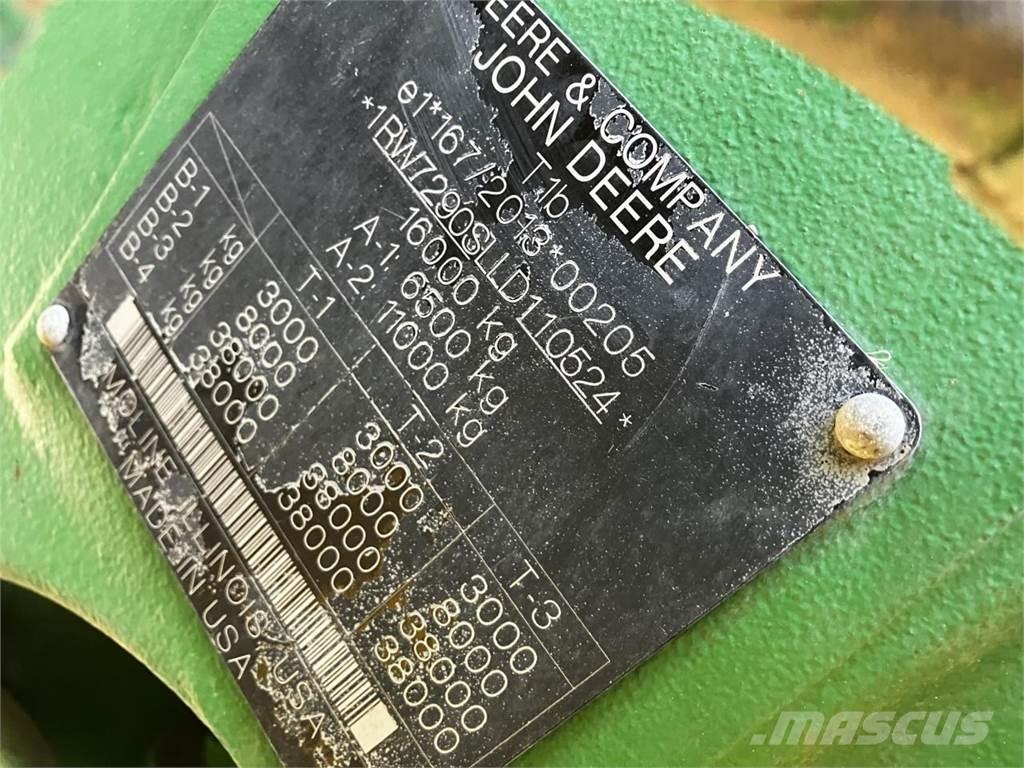 EERE & COMPANY
JOHN DEERE
T 1b
e1*167/2013*00205
*1RW7290SLLD110524*
16000 kg
A-1: 6500 kg
A-2: 11000 kg
T-1 T-2 T-3
B-1 kg 3000 3000 3000
B-2 kg 8000 8000 8000
B-3 kg 38000 38000 38000
B-4 kg 38000 38000 38000
MOLINE ILLINOIS USA
MADE IN USA
MASCUS